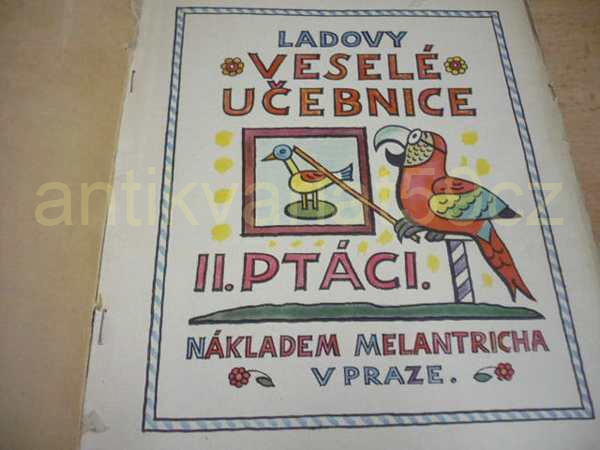 LADOVY
VESELÉ
UČEBNICE
II. PTÁCI.
NÁKLADEM MELANTRICHA
V PRAZE.